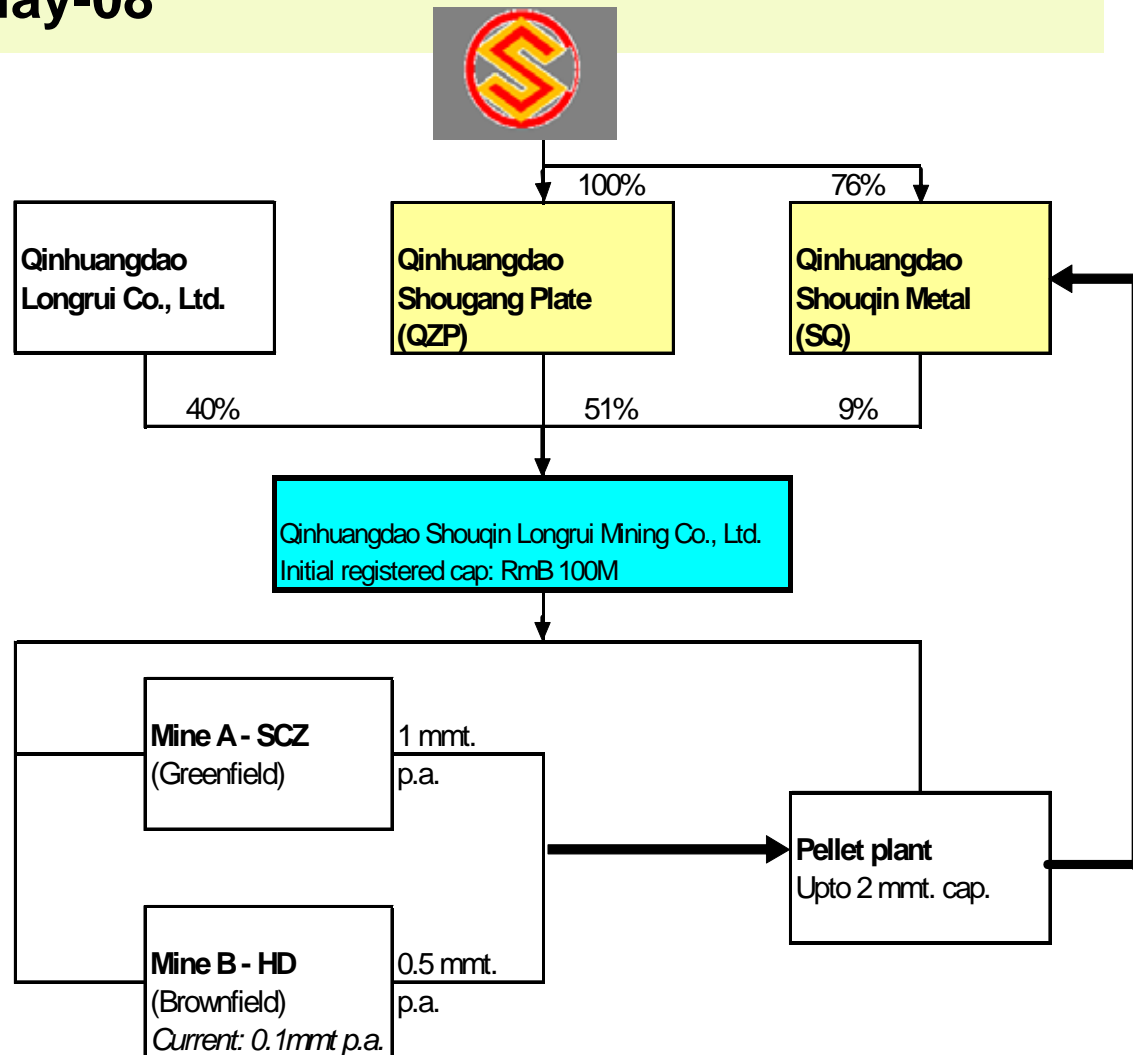 100% 76%
Qinhuangdao
Longrui Co., Ltd.
Qinhuangdao
Shougang Plate
(QZP)
Qinhuangdao
Shouqin Metal
(SQ)
40% 51% 9%
Qinhuangdao Shouqin Longrui Mining Co., Ltd.
Initial registered cap: RmB 100M
Mine A - SCZ
(Greenfield)
1 mmt.
p.a.
Pellet plant
Upto 2 mmt. cap.
Mine B - HD
(Brownfield)
Current: 0.1mmt p.a.
0.5 mmt.
p.a.